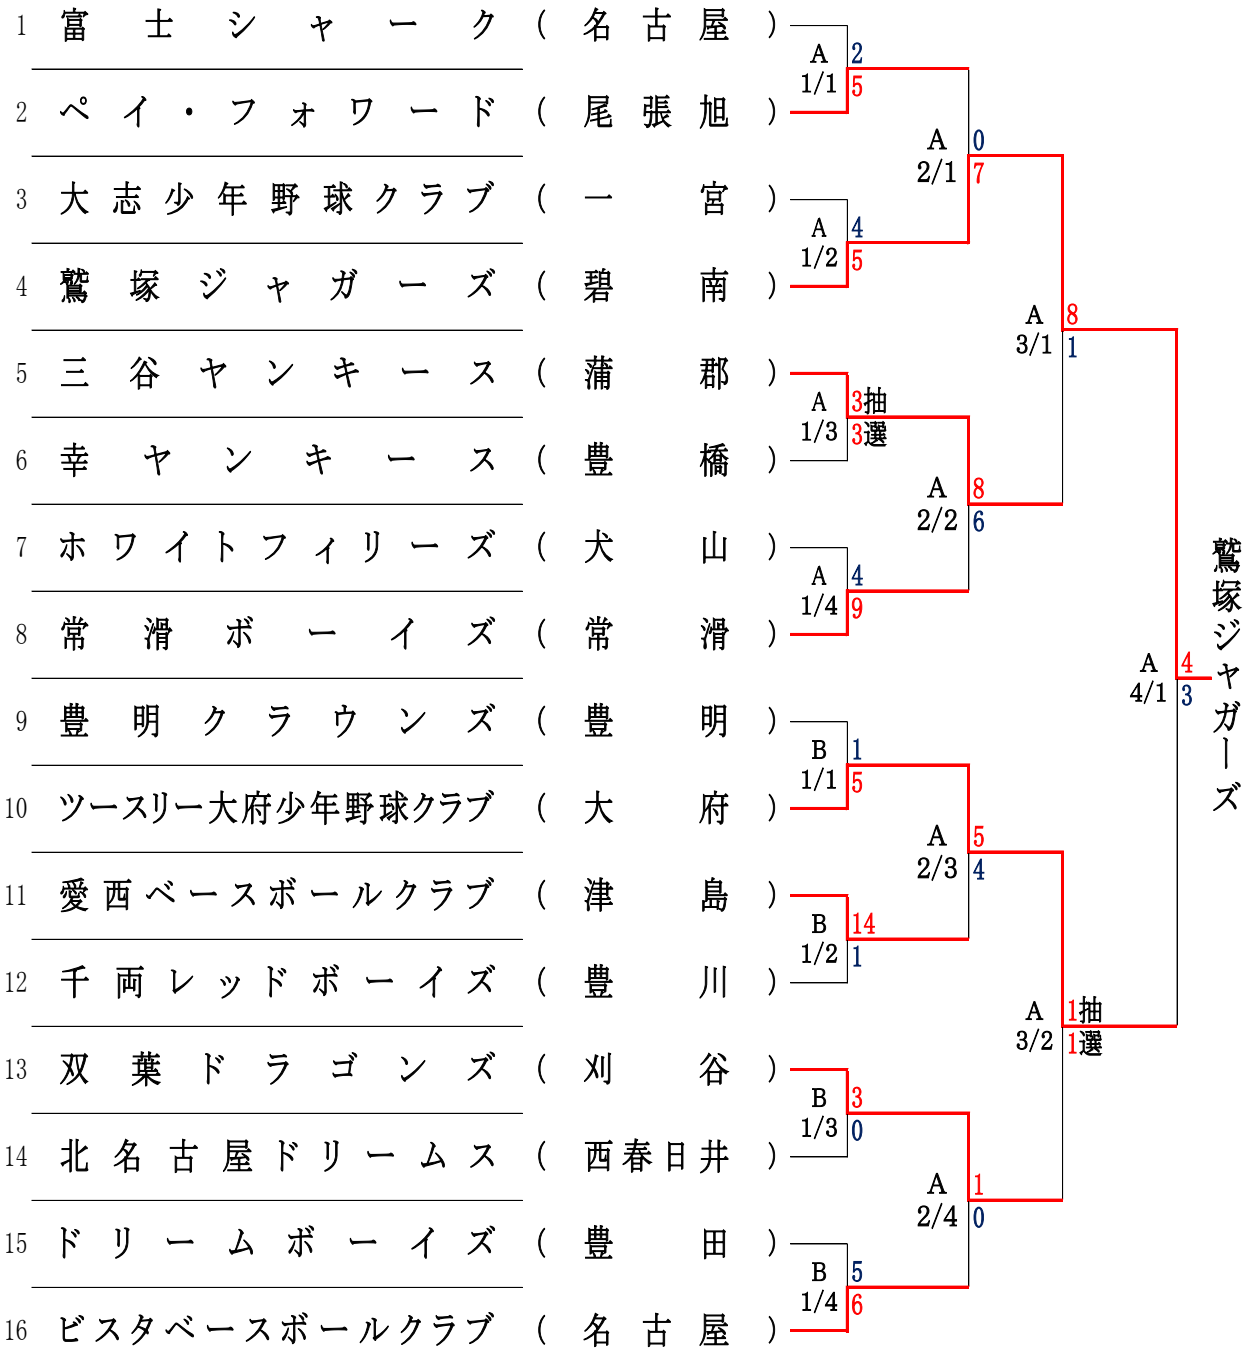 1 富士シャーク (名古屋)
2 ペイ・フォワード (尾張旭)
3 大志少年野球クラブ (一宮)
4 鷲塚ジャガーズ (碧南)
5 三谷ヤンキース (蒲郡)
6 幸ヤンキース (豊橋)
7 ホワイトフィリーズ (犬山)
8 常滑ボーイズ (常滑)
9 豊明クラウンズ (豊明)
10 ツースリー大府少年野球クラブ (大府)
11 愛西ベースボールクラブ (津島)
12 千両レッドボーイズ (豊川)
13 双葉ドラゴンズ (刈谷)
14 北名古屋ドリームス (西春日井)
15 ドリームボーイズ (豊田)
16 ビスタベースボールクラブ (名古屋)
A 2
1/1 5
A 4
1/2 5
A 3抽
1/3 3選
A 4
1/4 9
B 1
1/1 5
B 14
1/2 1
B 3
1/3 0
B 5
1/4 6
A 0
2/1 7
A 8
2/2 6
A 5
2/3 4
A 1
2/4 0
A 8
3/1 1
A 1抽
3/2 1選
A 4
4/1 3
鷲塚ジャガーズ